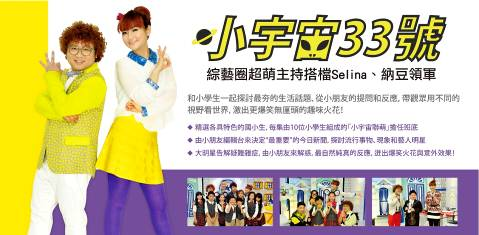 小宇宙33號
綜藝圈超萌主持搭檔Selina、納豆領軍
和小學生一起探討最夯的生活話題，從小朋友的提問和反應，帶觀眾用不同的
視野看世界，激出更爆笑無厘頭的趣味火花！
◆ 精選各具特色的國小生，每集由10位小學生組成的「小宇宙聯萌」擔任班底
◆ 由小朋友編輯台來決定"最重要"的今日新聞，探討流行事物、現象和藝人明星
◆ 大明星告解疑難雜症，由小朋友來解惑，最自然純真的反應，迸出爆笑火花與意外效果！